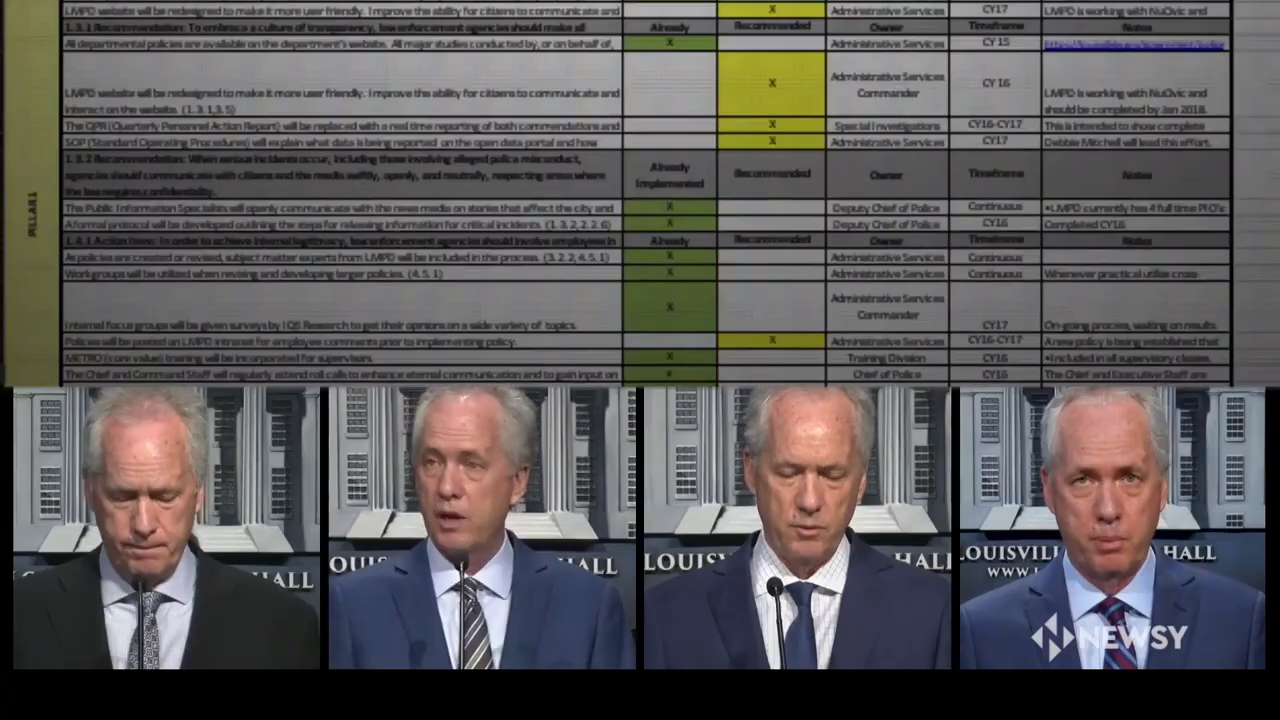 LMPD website will be redesigned to make it more user friendly. Improve the ability for citizens to communicate and X Administrative Services CY17 LMPD is working with NuCivic and
1.3.1 Recommendation: To embrace a culture of transparency, law enforcement agencies should make all Already Recommended Owner Timeframe Notes
All departmental policies are available on the department's website. All major studies conducted by, or on behalf of, X Administrative Services CY 15
Administrative Services
X CY 16
Commander
LMPD website will be redesigned to make it more user friendly. Improve the ability for citizens to communicate and LMPD is working with NuCivic and
interact on the website. (1.3.1,3.5) should be completed by Jan 2018.
The QPR (Quarterly Personnel Action Report) will be replaced with a real time reporting of both commendations and X Special Investigations CY16-CY17 This is intended to show complete
SOP (Standard Operating Procedures) will explain what data is being reported on the open data portal and how X Administrative Services CY17 Debbie Mitchell will lead this effort.
1.3.2 Recommendation: When serious incidents occur, including those involving alleged police misconduct,
agencies should communicate with citizens and the media swiftly, openly, and neutrally, respecting areas where Already Implemented Recommended Owner Timeframe Notes
the law requires confidentiality.
PILLAR 1
The Public Information Specialists will openly communicate with the news media on stories that affect the city and X Deputy Chief of Police Continuous •LMPD currently has 4 full time PIO's
A formal protocol will be developed outlining the steps for releasing information for critical incidents. (1.3.2, 2.2.6) X Deputy Chief of Police CY16 Completed CY16.
1.4.1 Action Items: In order to achieve internal legitimacy, law enforcement agencies should involve employees in Already Recommended Owner Timeframe Notes
As policies are created or revised, subject matter experts from LMPD will be included in the process. (3.2.2, 4.5.1) X Administrative Services Continuous
Workgroups will be utilized when revising and developing larger policies. (4.5.1) X Administrative Services Continuous Whenever practical utilize cross-
Administrative Services
X
Commander
Internal focus groups will be given surveys by IQS Research to get their opinions on a wide variety of topics. CY17 On-going process, waiting on results.
Policies will be posted on LMPD intranet for employee comments prior to implementing policy. X Administrative Services CY16-CY17 A new policy is being established that
METRO (core value) training will be incorporated for supervisors. X Training Division CY16 •Included in all supervisory classes.
The Chief and Command Staff will regularly attend roll calls to enhance eternal communication and to gain input on X Chief of Police CY16 The Chief and Executive Staff are
HALL
LOUISVILLE HALL
LOUISV HALL
LOUISVILL HALL
WWW.
NEWSY